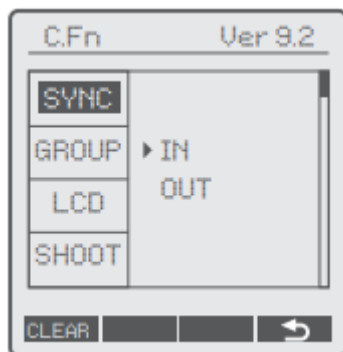 C.Fn Ver 9.2
SYNC
GROUP IN
LCD OUT
SHOOT
CLEAR